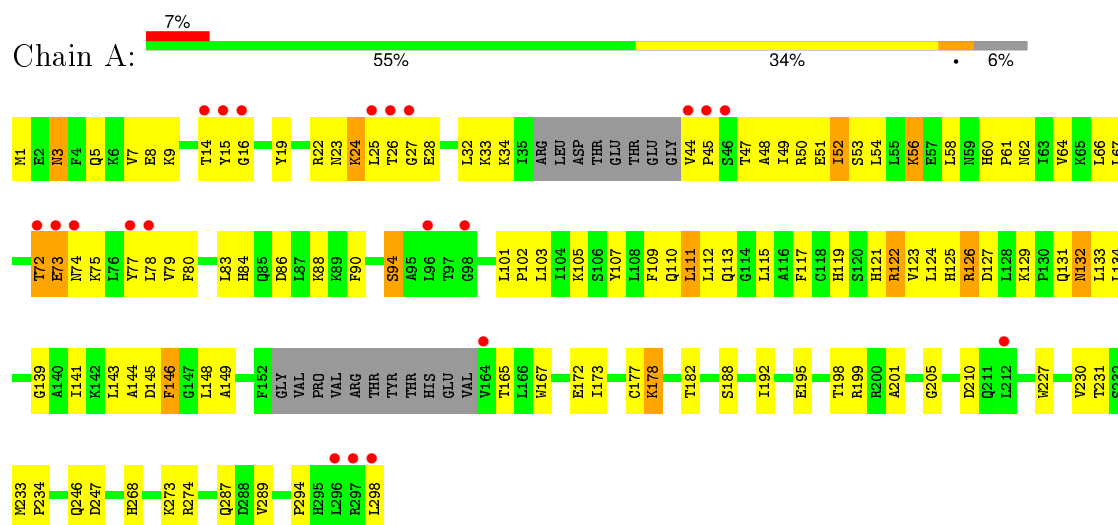 7%
Chain A:
55% 34% • 6%
M1 E2 N3 F4 Q5 K6 V7 E8 K9 T14 Y15 G16 Y19 R22 N23 K24 L25 T26 G27 E28 L32 K33 K34 I35 ARG LEU ASP THR GLU THR GLU GLY V44 P45 S46 T47 A48 I49 R50 E51 I52 S53 L54 L55 K56 E57 L58 N59 H60 P61 N62 I63 V64 K65 L66 L67
T72 E73 N74 K75 L76 Y77 L78 V79 F80 L83 H84 Q85 D86 L87 K88 K89 F90 S94 A95 L96 T97 G98 L101 P102 L103 I104 K105 S106 Y107 L108 F109 Q110 L111 L112 Q113 G114 L115 A116 F117 C118 H119 S120 H121 R122 V123 L124 H125 R126 D127 L128 K129 P130 Q131 N132 L133 L134
G139 A140 I141 K142 L143 A144 D145 F146 G147 L148 A149 F152 GLY VAL PRO VAL ARG THR TYR THR HIS GLU VAL V164 T165 L166 W167 E172 I173 C177 K178 T182 S188 I192 E195 T198 R199 R200 A201 G205 D210 Q211 L212 W227 V230 T231 S232
M233 P234 Q246 D247 H268 K273 R274 Q287 D288 V289 P294 H295 L296 R297 L298